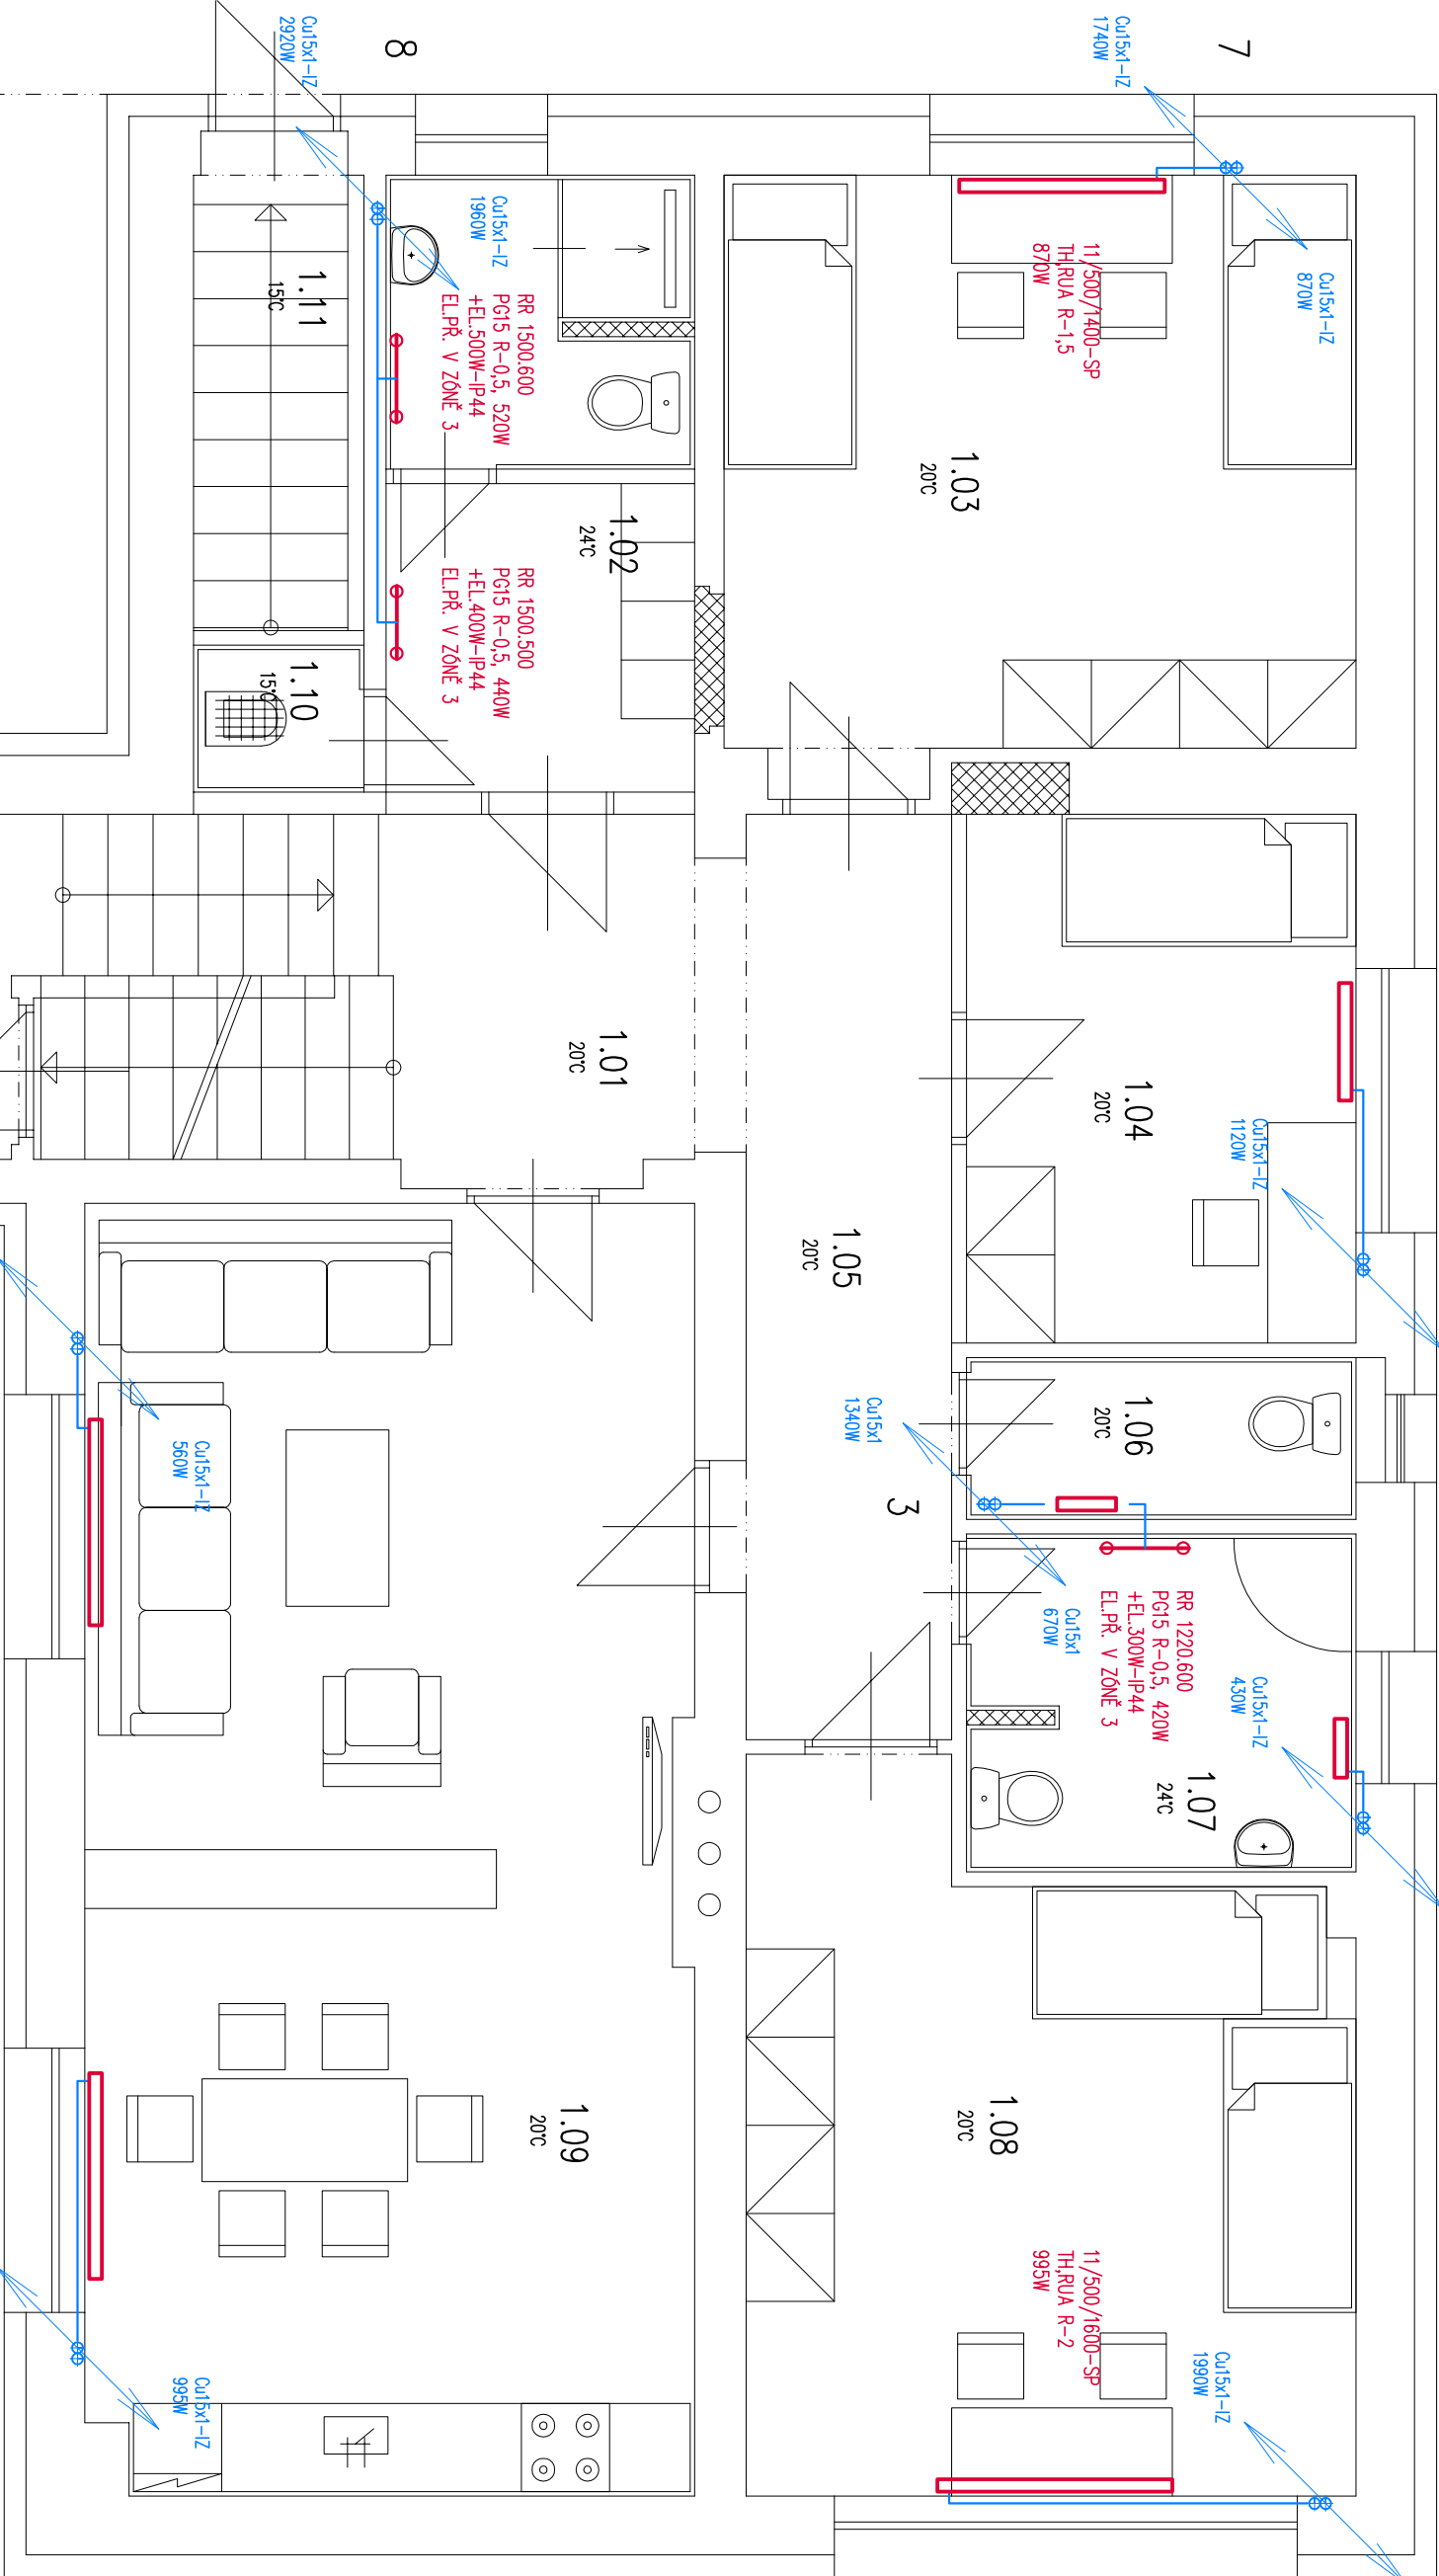 7
Cu15x1-IZ
1740W
8
Cu15x1-IZ
2920W
Cu15x1-IZ
870W
11/500/1400-SP
TH,RUA R-1,5
870W
Cu15x1-IZ
1960W
RR 1500.600
PG15 R-0,5, 520W
+EL.500W-IP44
EL.PŘ. V ZÓNĚ 3
1.11
15°C
1.03
20°C
1.02
24°C
RR 1500.500
PG15 R-0,5, 440W
+EL.400W-IP44
EL.PŘ. V ZÓNĚ 3
1.10
15°C
1.01
20°C
1.04
20°C
Cu15x1-IZ
1120W
1.05
20°C
1.06
20°C
Cu15x1
1340W
3
Cu15x1-IZ
560W
RR 1220.600
PG15 R-0,5, 420W
+EL.300W-IP44
EL.PŘ. V ZÓNĚ 3
Cu15x1
670W
Cu15x1-IZ
430W
1.07
24°C
1.08
20°C
1.09
20°C
11/500/1600-SP
TH,RUA R-2
995W
Cu15x1-IZ
1990W
Cu15x1-IZ
995W